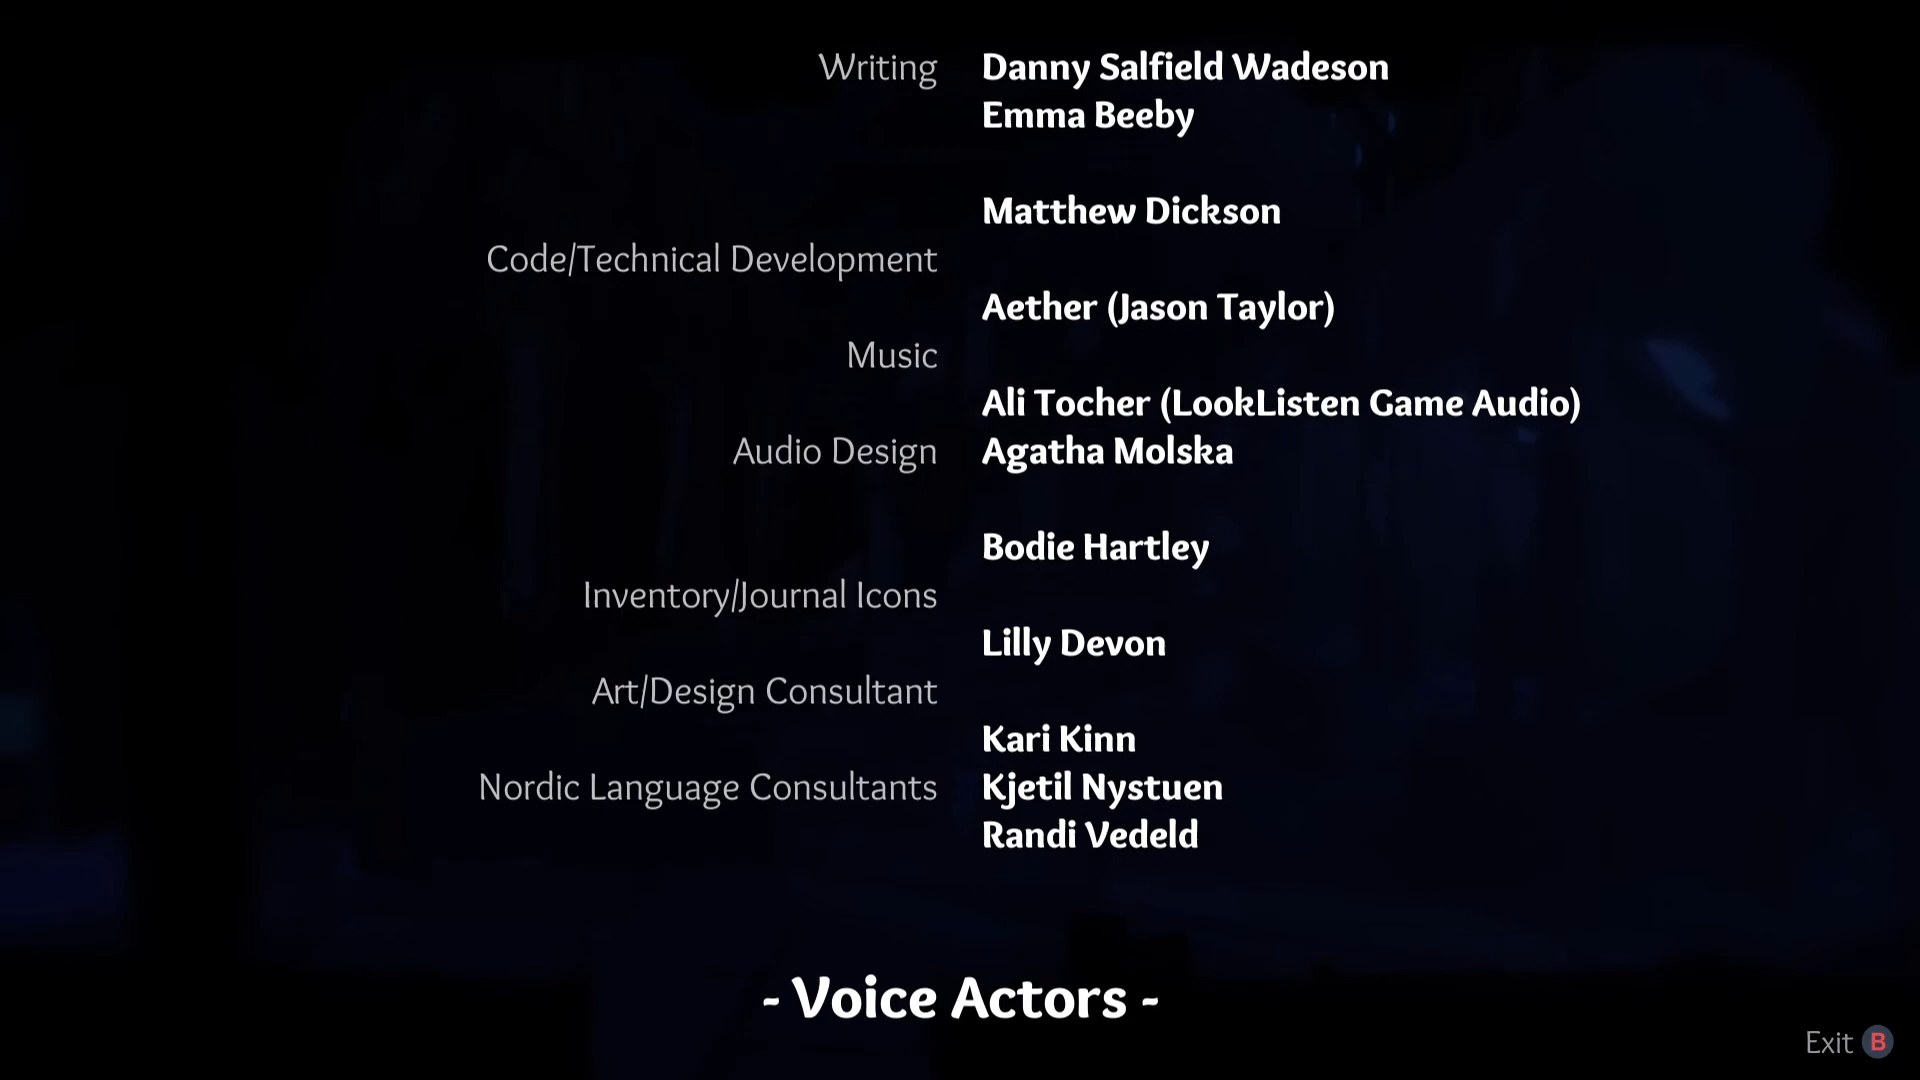 Writing Danny Salfield Wadeson
Emma Beeby
Matthew Dickson
Code/Technical Development
Aether (Jason Taylor)
Music
Ali Tocher (LookListen Game Audio)
Audio Design Agatha Molska
Bodie Hartley
Inventory/Journal Icons
Lilly Devon
Art/Design Consultant
Kari Kinn
Nordic Language Consultants Kjetil Nystuen
Randi Vedeld
- Voice Actors -
Exit B